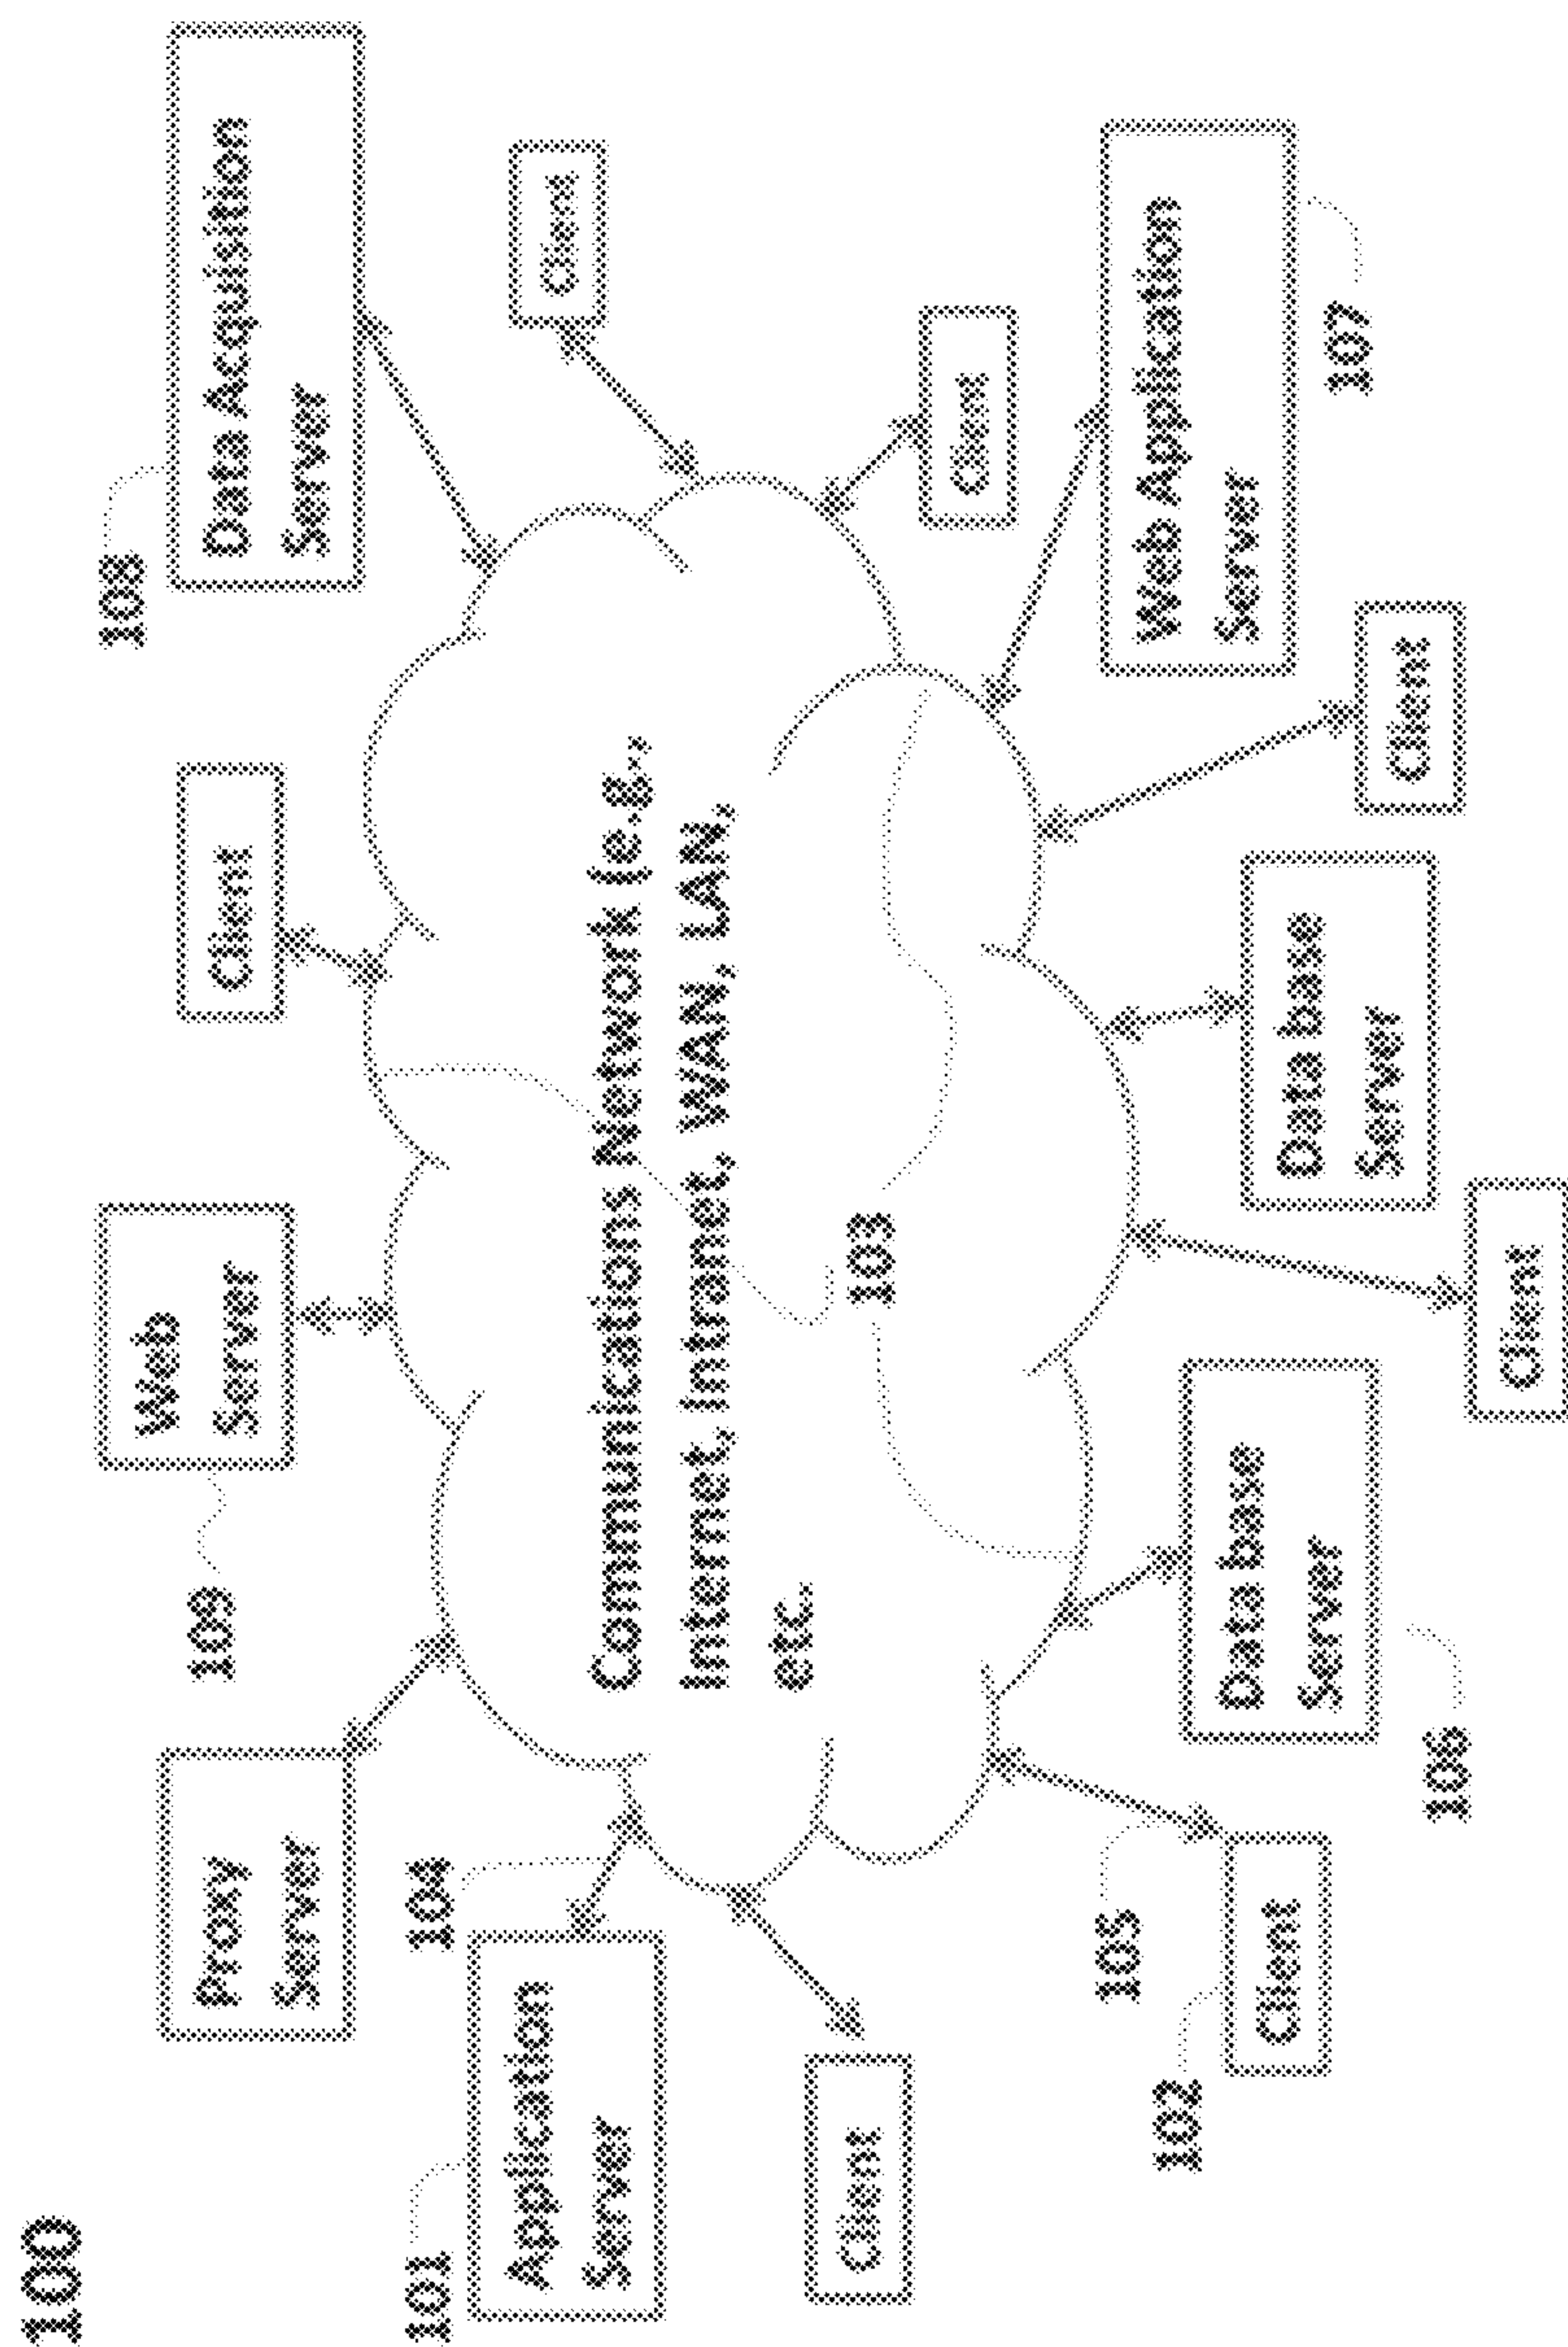 100
108
Data Acquisition
Server
Client
109
Web
Server
Client
Proxy
Server
104
101
Application
Server
Communications Network (e.g.,
Internet, Intranet, WAN, LAN,
etc.
103
Client
Client
Client
105
102
Client
106
Data base
Server
Client
Data base
Server
Client
Web Application
Server
107